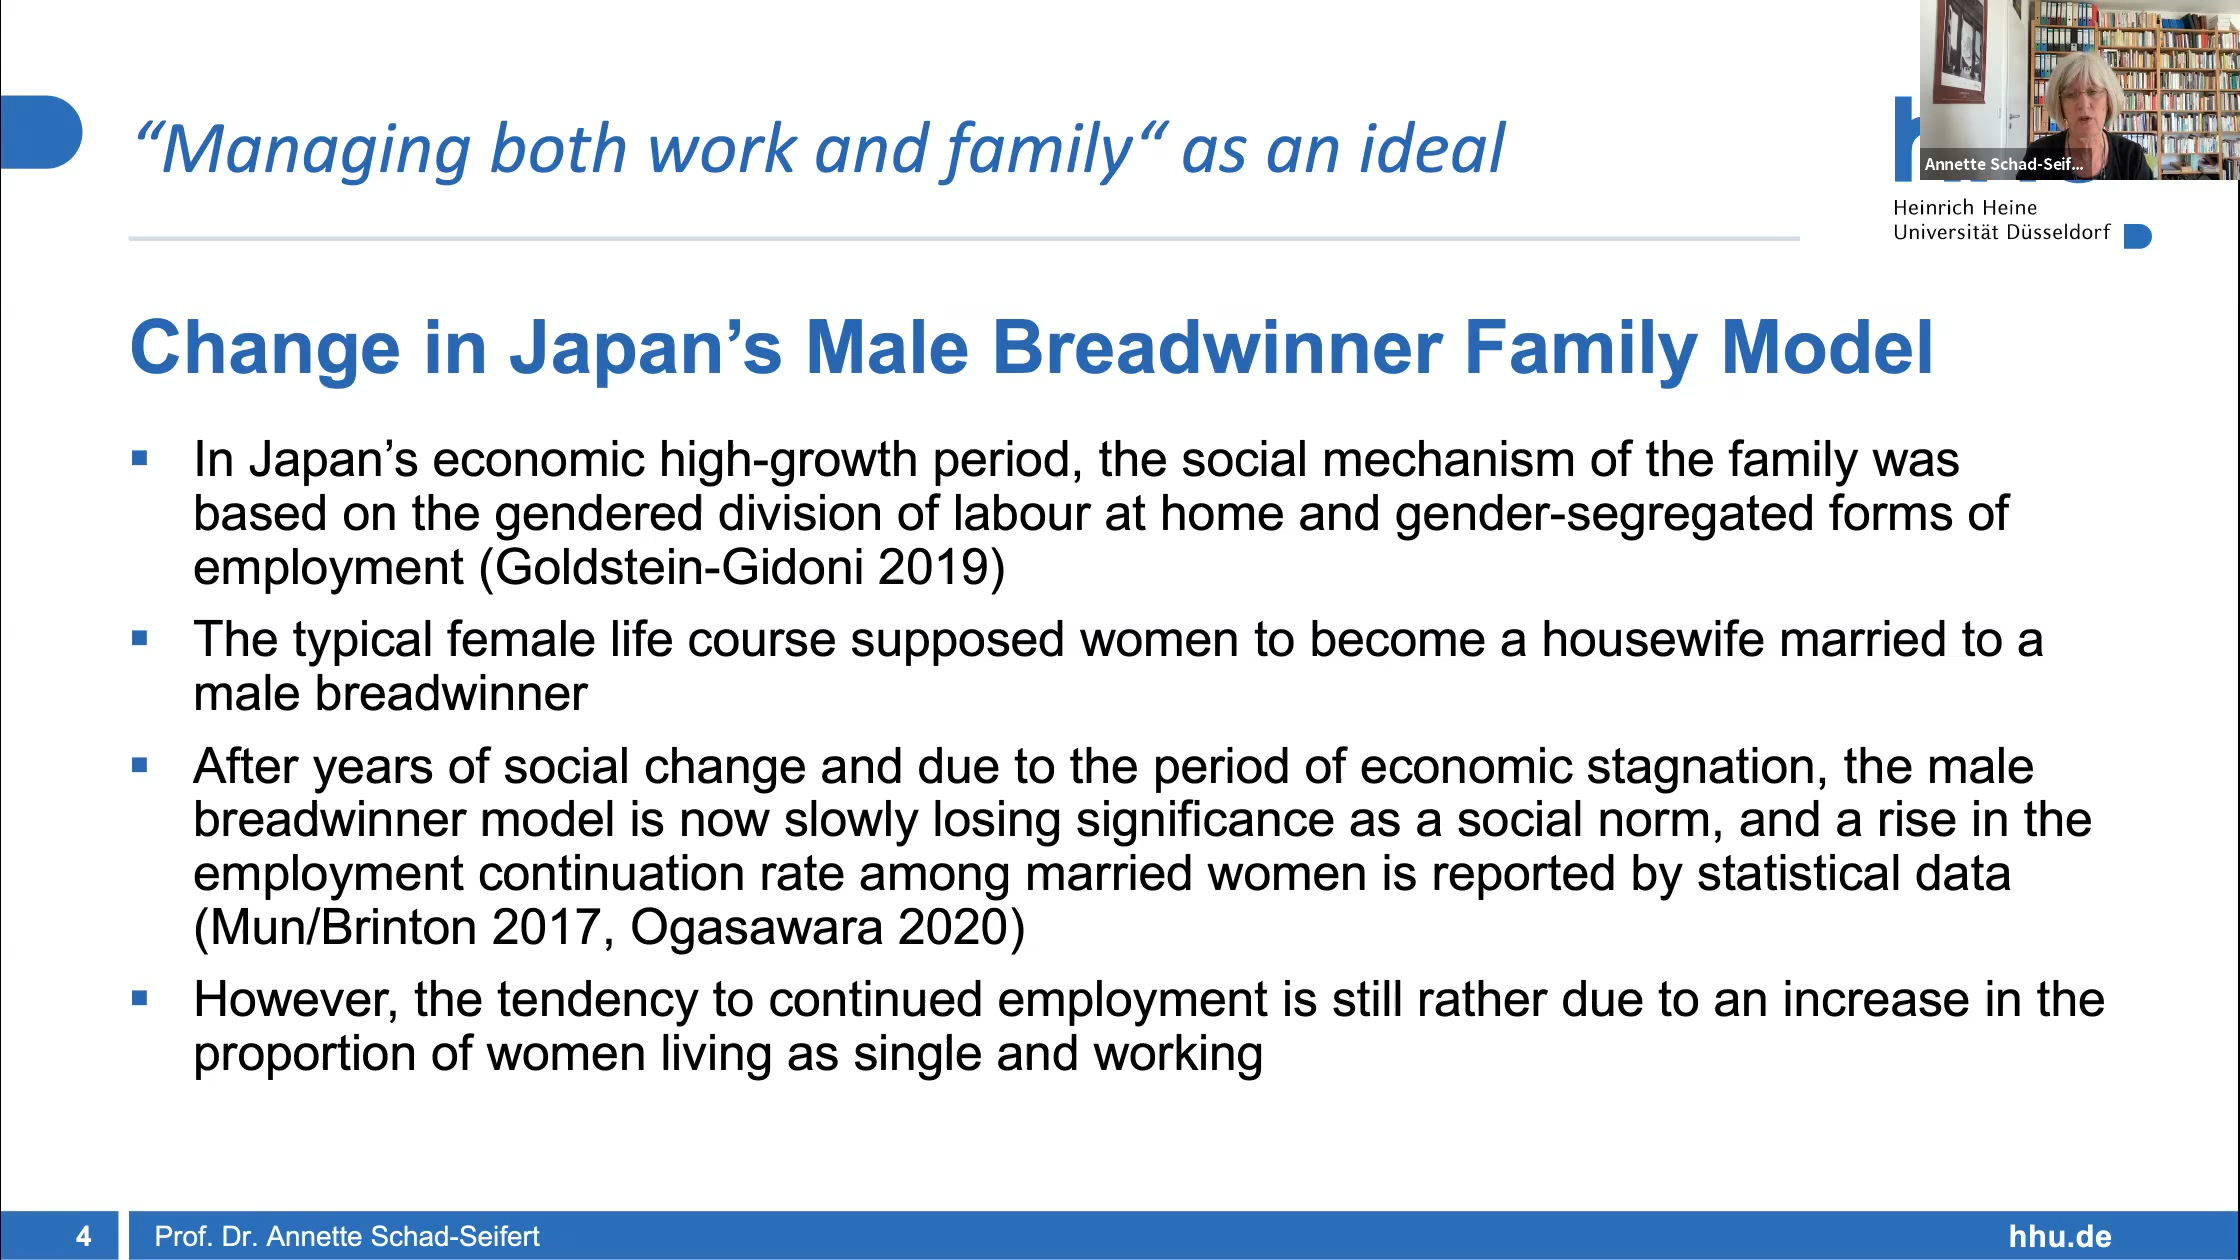 “Managing both work and family“ as an ideal
Annette Schad-Seif...
Heinrich Heine
Universität Düsseldorf
Change in Japan’s Male Breadwinner Family Model
▪ In Japan’s economic high-growth period, the social mechanism of the family was
based on the gendered division of labour at home and gender-segregated forms of
employment (Goldstein-Gidoni 2019)
▪ The typical female life course supposed women to become a housewife married to a
male breadwinner
▪ After years of social change and due to the period of economic stagnation, the male
breadwinner model is now slowly losing significance as a social norm, and a rise in the
employment continuation rate among married women is reported by statistical data
(Mun/Brinton 2017, Ogasawara 2020)
▪ However, the tendency to continued employment is still rather due to an increase in the
proportion of women living as single and working
4 Prof. Dr. Annette Schad-Seifert hhu.de